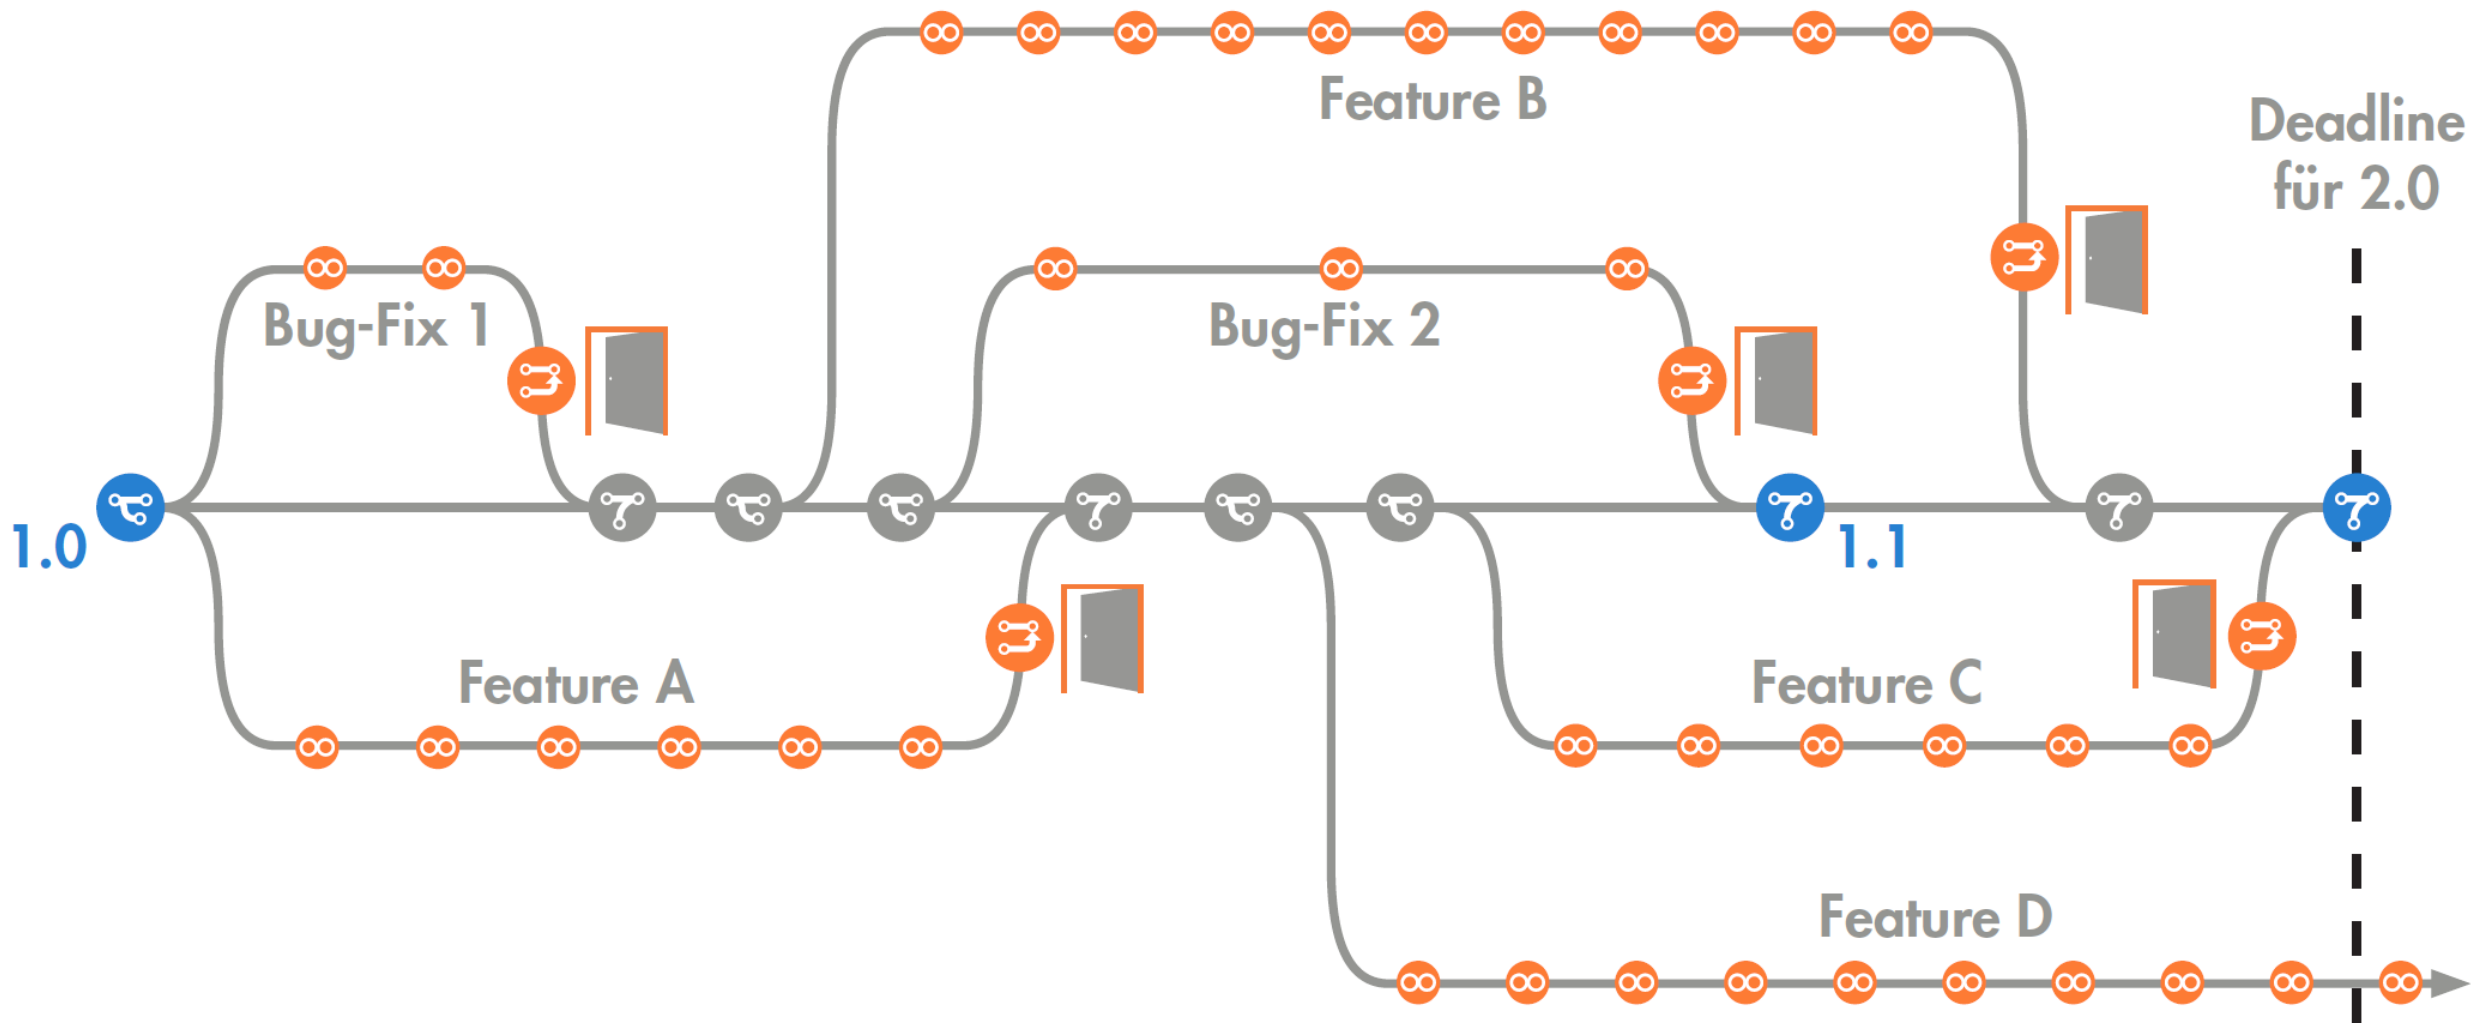 Feature B
Deadline
für 2.0
Bug-Fix 1
Bug-Fix 2
1.0
1.1
Feature A
Feature C
Feature D